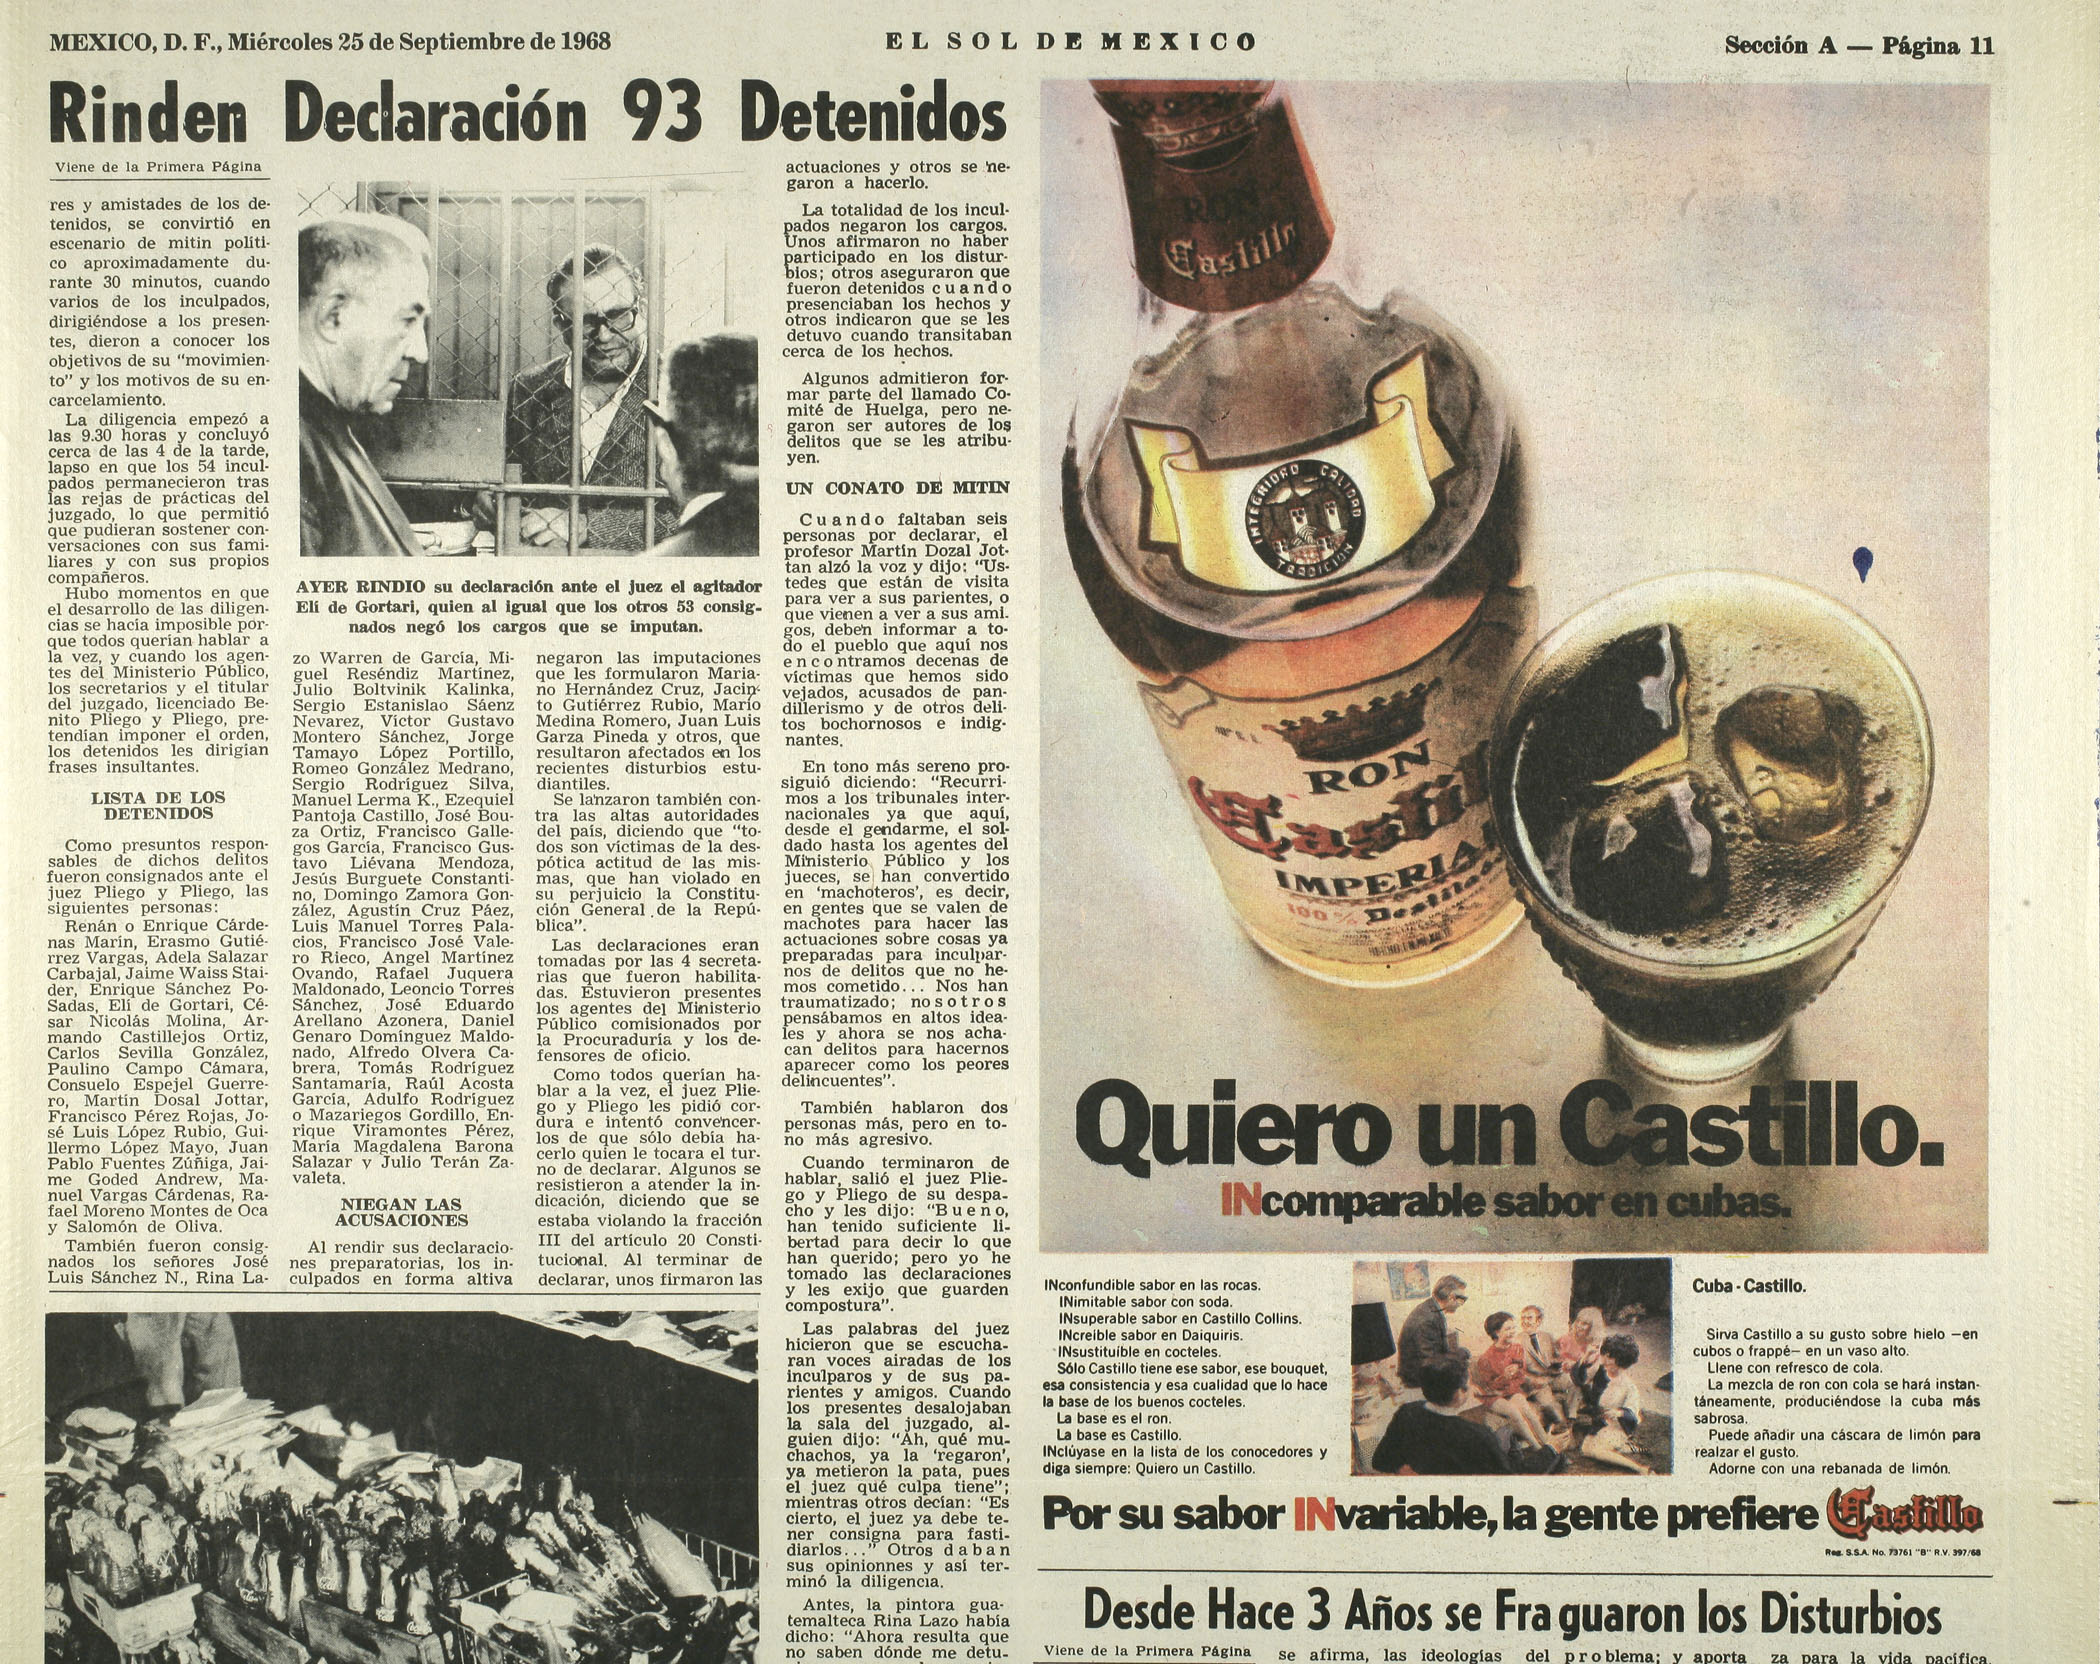 MEXICO, D. F., Miércoles 25 de Septiembre de 1968
EL SOL DE MEXICO
Sección A — Página 11
Rinden Declaración 93 Detenidos
Viene de la Primera Página
res y amistades de los de-
tenidos, se convirtió en
escenario de mitin políti-
co aproximadamente du-
rante 30 minutos, cuando
varios de los inculpados,
dirigiéndose a los presen-
tes, dieron a conocer los
objetivos de su "movimien-
to" y los motivos de su en-
carcelamiento.
La diligencia empezó a
las 9.30 horas y concluyó
cerca de las 4 de la tarde,
lapso en que los 54 incul-
pados permanecieron tras
las rejas de prácticas del
juzgado, lo que permitió
que pudieran sostener con-
versaciones con sus fami-
liares y con sus propios
compañeros.
Hubo momentos en que
el desarrollo de las diligen-
cias se hacía imposible por-
que todos querían hablar a
la vez, y cuando los agen-
tes del Ministerio Público,
los secretarios y el titular
del juzgado, licenciado Be-
nito Pliego y Pliego, pre-
tendían imponer el orden,
los detenidos les dirigían
frases insultantes.
LISTA DE LOS
DETENIDOS
Como presuntos respon-
sables de dichos delitos
fueron consignados ante el
juez Pliego y Pliego, las
siguientes personas:
Renán o Enrique Cárde-
nas Marín, Erasmo Gutié-
rrez Vargas, Adela Salazar
Carbajal, Jaime Waiss Stai-
der, Enrique Sánchez Po-
Sadas, Elí de Gortari, Cé-
sar Nicolás Molina, Ar-
mando Castillejos Ortiz,
Carlos Sevilla González,
Paulino Campo Cámara,
Consuelo Espejel Guerre-
ro, Martín Dosal Jottar,
Francisco Pérez Rojas, Jo-
sé Luis López Rubio, Gui-
llermo López Mayo, Juan
Pablo Fuentes Zúñiga, Jai-
me Goded Andrew, Ma-
nuel Vargas Cárdenas, Ra-
fael Moreno Montes de Oca
y Salomón de Oliva.
También fueron consig-
nados los señores José
Luis Sánchez N., Rina La-
AYER RINDIO su declaración ante el juez el agitador
Elí de Gortari, quien al igual que los otros 53 consig-
nados negó los cargos que se imputan.
zo Warren de García, Mi-
guel Reséndiz Martínez,
Julio Boltvinik Kalinka,
Sergio Estanislao Sáenz
Nevarez, Víctor Gustavo
Montero Sánchez, Jorge
Tamayo López Portillo,
Romeo González Medrano,
Sergio Rodríguez Silva,
Manuel Lerma K., Ezequiel
Pantoja Castillo, José Bou-
za Ortiz, Francisco Galle-
gos García, Francisco Gus-
tavo Liévana Mendoza,
Jesús Burguete Constanti-
no, Domingo Zamora Gon-
zález, Agustín Cruz Páez,
Luis Manuel Torres Pala-
cios, Francisco José Vale-
ro Rieco, Angel Martínez
Ovando, Rafael Juquera
Maldonado, Leoncio Torres
Sánchez, José Eduardo
Arellano Azonera, Daniel
Genaro Domínguez Maldo-
nado, Alfredo Olvera Ca-
brera, Tomás Rodríguez
Santamaría, Raúl Acosta
García, Adulfo Rodríguez
o Mazariegos Gordillo, En-
rique Viramontes Pérez,
María Magdalena Barona
Salazar y Julio Terán Za-
valeta.
NIEGAN LAS
ACUSACIONES
Al rendir sus declaracio-
nes preparatorias, los in-
culpados en forma altiva
negaron las imputaciones
que les formularon Maria-
no Hernández Cruz, Jacin-
to Gutiérrez Rubio, Mario
Medina Romero, Juan Luis
Garza Pineda y otros, que
resultaron afectados en los
recientes disturbios estu-
diantiles.
Se lanzaron también con-
tra las altas autoridades
del país, diciendo que "to-
dos son víctimas de la des-
pótica actitud de las mis-
mas, que han violado en
su perjuicio la Constitu-
ción General de la Repú-
blica".
Las declaraciones eran
tomadas por las 4 secreta-
rias que fueron habilita-
das. Estuvieron presentes
los agentes del Ministerio
Público comisionados por
la Procuraduría y los de-
fensores de oficio.
Como todos querían ha-
blar a la vez, el juez Plie-
go y Pliego les pidió cor-
dura e intentó convencer-
los de que sólo debía ha-
cerlo quien le tocara el tur-
no de declarar. Algunos se
resistieron a atender la in-
dicación, diciendo que se
estaba violando la fracción
III del artículo 20 Consti-
tucional. Al terminar de
declarar, unos firmaron las
actuaciones y otros se ne-
garon a hacerlo.
La totalidad de los incul-
pados negaron los cargos.
Unos afirmaron no haber
participado en los distur-
bios; otros aseguraron que
fueron detenidos cuando
presenciaban los hechos y
otros indicaron que se les
detuvo cuando transitaban
cerca de los hechos.
Algunos admitieron for-
mar parte del llamado Co-
mité de Huelga, pero ne-
garon ser autores de los
delitos que se les atribu-
yen.
UN CONATO DE MITIN
Cuando faltaban seis
personas por declarar, el
profesor Martín Dozal Jot-
tan alzó la voz y dijo: "Us-
tedes que están de visita
para ver a sus parientes, o
que vienen a ver a sus ami-
gos, deben informar a to-
do el pueblo que aquí nos
encontramos decenas de
víctimas que hemos sido
vejados, acusados de pan-
dillerismo y de otros deli-
tos bochornosos e indig-
nantes.
En tono más sereno pro-
siguió diciendo: "Recurri-
mos a los tribunales inter-
nacionales ya que aquí,
desde el gendarme, el sol-
dado hasta los agentes del
Ministerio Público y los
jueces, se han convertido
en 'machoteros', es decir,
en gentes que se valen de
machotes para hacer las
actuaciones sobre cosas ya
preparadas para inculpar-
nos de delitos que no he-
mos cometido... Nos han
traumatizado; nosotros
pensábamos en altos idea-
les y ahora se nos acha-
can delitos para hacernos
aparecer como los peores
delincuentes".
También hablaron dos
personas más, pero en to-
no más agresivo.
Cuando terminaron de
hablar, salió el juez Plie-
go y Pliego de su despa-
cho y les dijo: "Bueno,
han tenido suficiente li-
bertad para decir lo que
han querido; pero yo he
tomado las declaraciones
y les exijo que guarden
compostura".
Las palabras del juez
hicieron que se escucha-
ran voces airadas de los
inculparos y de sus pa-
rientes y amigos. Cuando
los presentes desalojaban
la sala del juzgado, al-
guien dijo: "Ah, qué mu-
chachos, ya la 'regaron',
ya metieron la pata, pues
el juez qué culpa tiene";
mientras otros decían: "Es
cierto, el juez ya debe te-
ner consigna para fasti-
diarlos..." Otros daban
sus opinionnes y así ter-
minó la diligencia.
Antes, la pintora gua-
temalteca Rina Lazo había
dicho: "Ahora resulta que
no saben dónde me detu-
RON
Castillo
INTEGRIDAD CALIDAD
TRADICION
RON
IMPERIAL
100%
HECHO EN MEXICO
Quiero un Castillo.
INcomparable sabor en cubas.
INconfundible sabor en las rocas.
INimitable sabor con soda.
INsuperable sabor en Castillo Collins.
INcreíble sabor en Daiquiris.
INsustituíble en cocteles.
Sólo Castillo tiene ese sabor, ese bouquet,
esa consistencia y esa cualidad que lo hace
la base de los buenos cocteles.
La base es el ron.
La base es Castillo.
INclúyase en la lista de los conocedores y
diga siempre: Quiero un Castillo.
Cuba - Castillo.
Sirva Castillo a su gusto sobre hielo —en
cubos o frappé— en un vaso alto.
Llene con refresco de cola.
La mezcla de ron con cola se hará instan-
táneamente, produciéndose la cuba más
sabrosa.
Puede añadir una cáscara de limón para
realzar el gusto.
Adorne con una rebanada de limón.
Por su sabor INvariable, la gente prefiere Castillo
Reg. S.S.A. No. 73761 "B" R.V. 397/68
Desde Hace 3 Años se Fraguaron los Disturbios
Viene de la Primera Página
se afirma, las ideologías
del problema; y aporta
za para la vida pacífica,